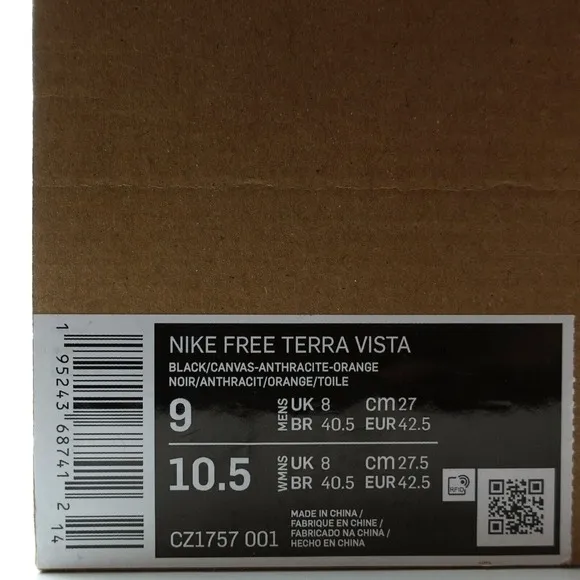 NIKE FREE TERRA VISTA
BLACK/CANVAS-ANTHRACITE-ORANGE
NOIR/ANTHRACIT/ORANGE/TOILE
9 MENS UK 8 CM 27
BR 40.5 EUR 42.5
10.5 WMNS UK 8 CM 27.5
BR 40.5 EUR 42.5
RFID
CZ1757 001
MADE IN CHINA /
FABRIQUE EN CHINE /
FABRICADO NA CHINA /
HECHO EN CHINA
1 95243 68741 2 14